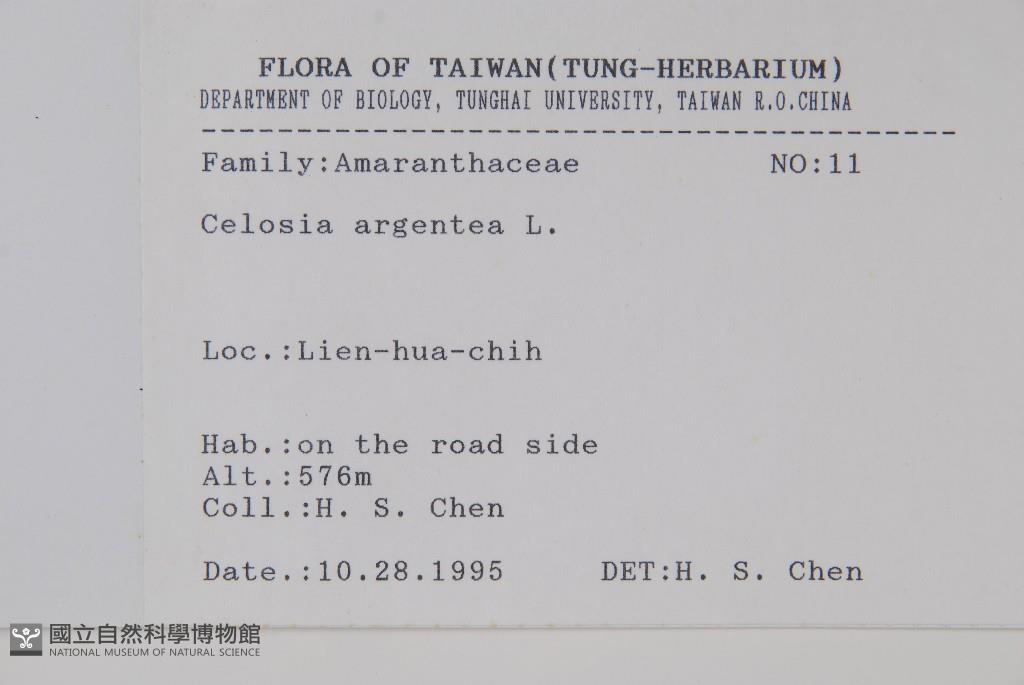 FLORA OF TAIWAN(TUNG-HERBARIUM)
DEPARTMENT OF BIOLOGY, TUNGHAI UNIVERSITY, TAIWAN R.O.CHINA
----------------------------------------
Family:Amaranthaceae NO:11
Celosia argentea L.
Loc.:Lien-hua-chih
Hab.:on the road side
Alt.:576m
Coll.:H. S. Chen
Date.:10.28.1995 DET:H. S. Chen
國立自然科學博物館
NATIONAL MUSEUM OF NATURAL SCIENCE